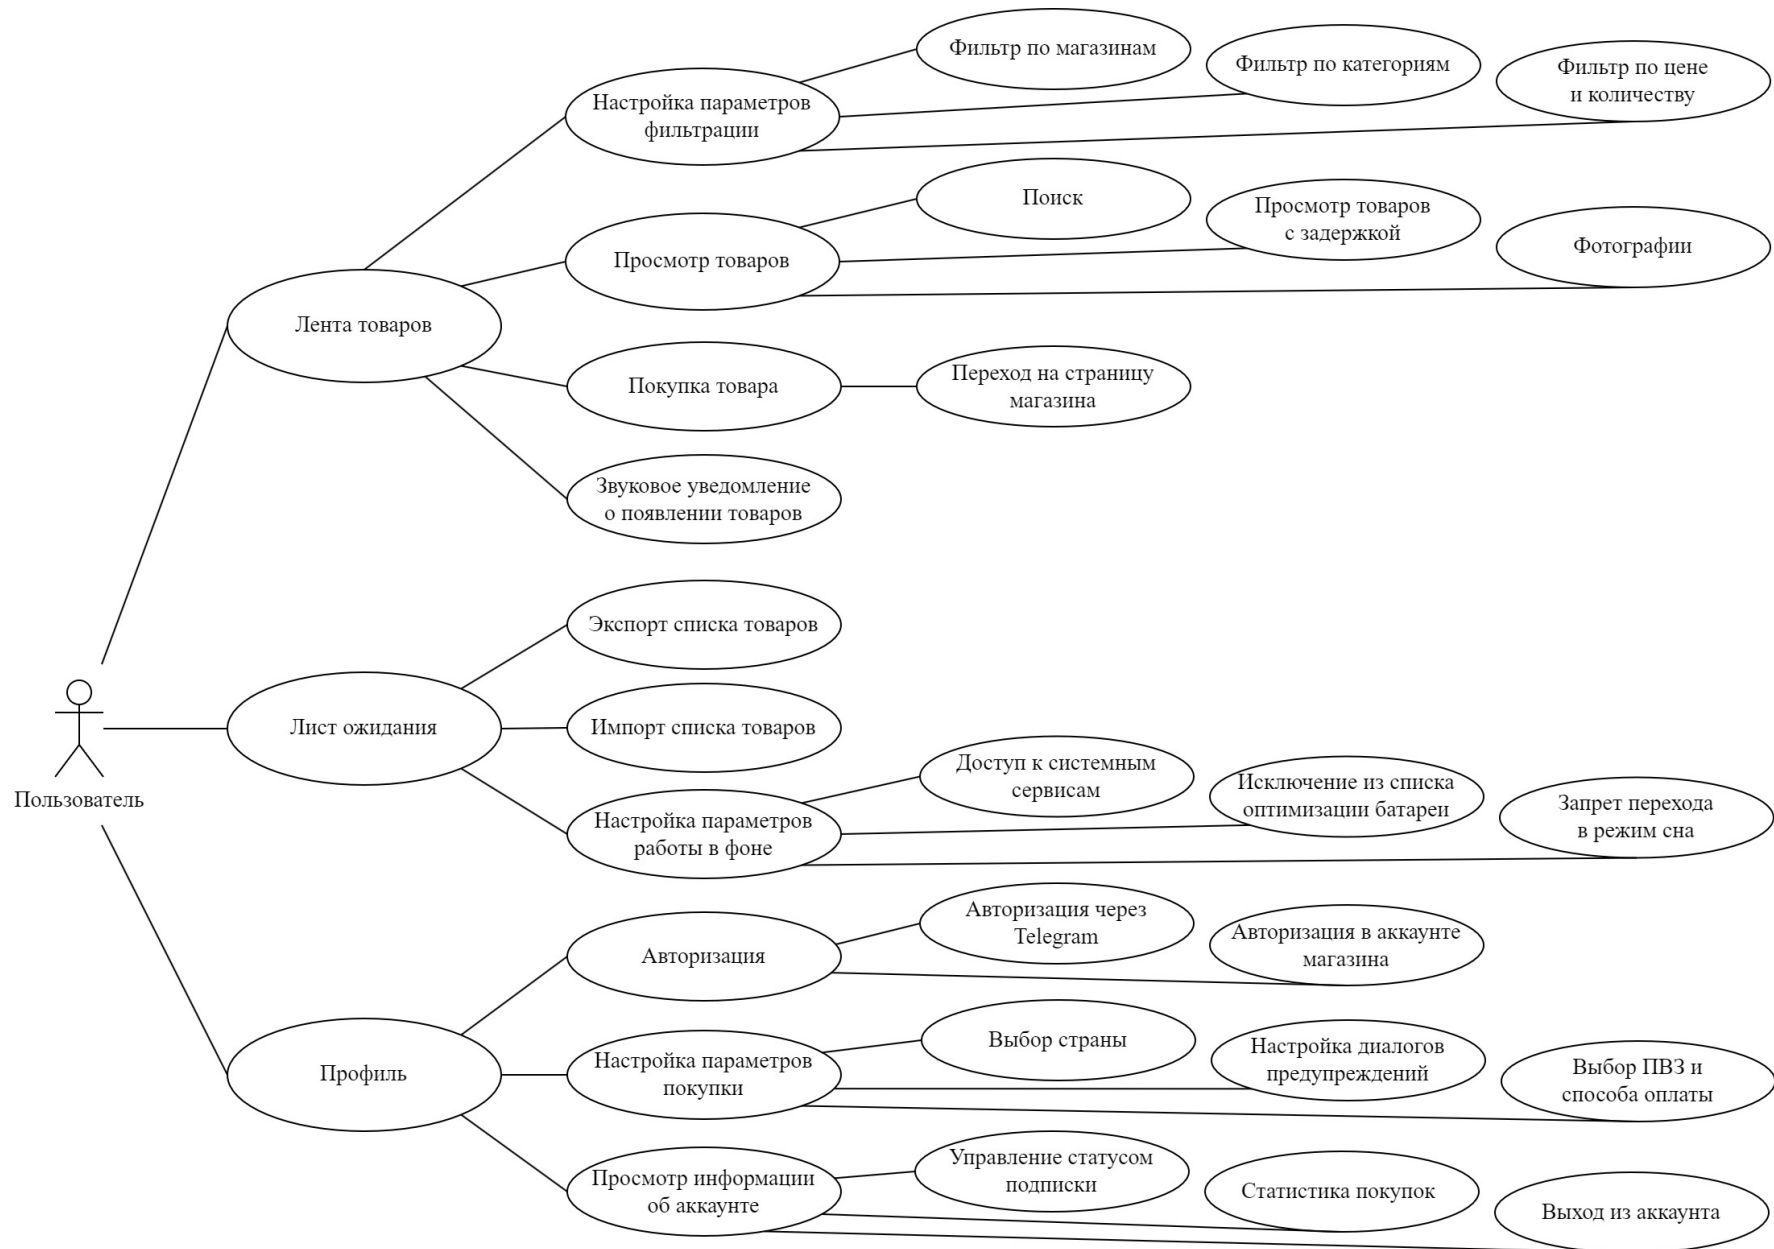 Фильтр по магазинам
Фильтр по категориям
Фильтр по цене
и количеству
Настройка параметров
фильтрации
Поиск
Просмотр товаров
с задержкой
Фотографии
Просмотр товаров
Лента товаров
Покупка товара
Переход на страницу
магазина
Звуковое уведомление
о появлении товаров
Экспорт списка товаров
Лист ожидания
Импорт списка товаров
Доступ к системным
сервисам
Исключение из списка
оптимизации батареи
Запрет перехода
в режим сна
Пользователь
Настройка параметров
работы в фоне
Авторизация через
Telegram
Авторизация в аккаунте
магазина
Авторизация
Выбор страны
Настройка диалогов
предупреждений
Выбор ПВЗ и
способа оплаты
Профиль
Настройка параметров
покупки
Управление статусом
подписки
Статистика покупок
Выход из аккаунта
Просмотр информации
об аккаунте